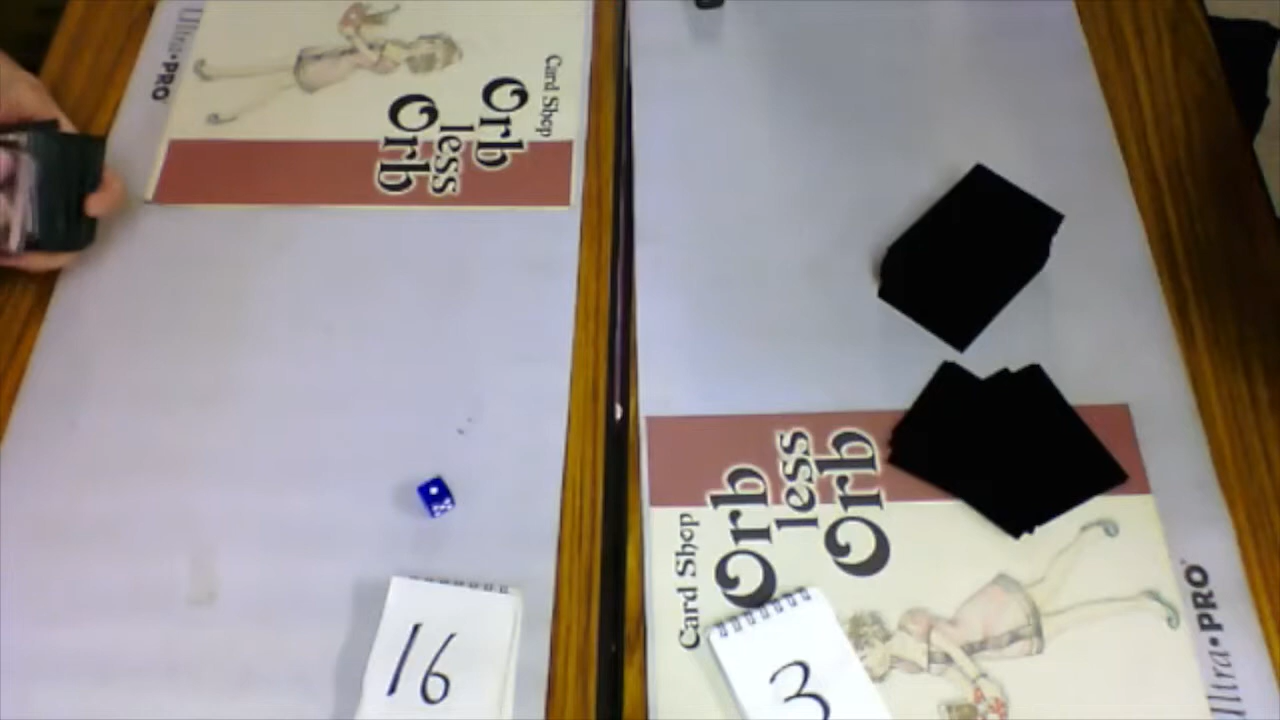 Ultra•PRO
Card Shop
Orb
less
Orb
16
Card Shop
Orb
less
Orb
Ultra•PRO
3